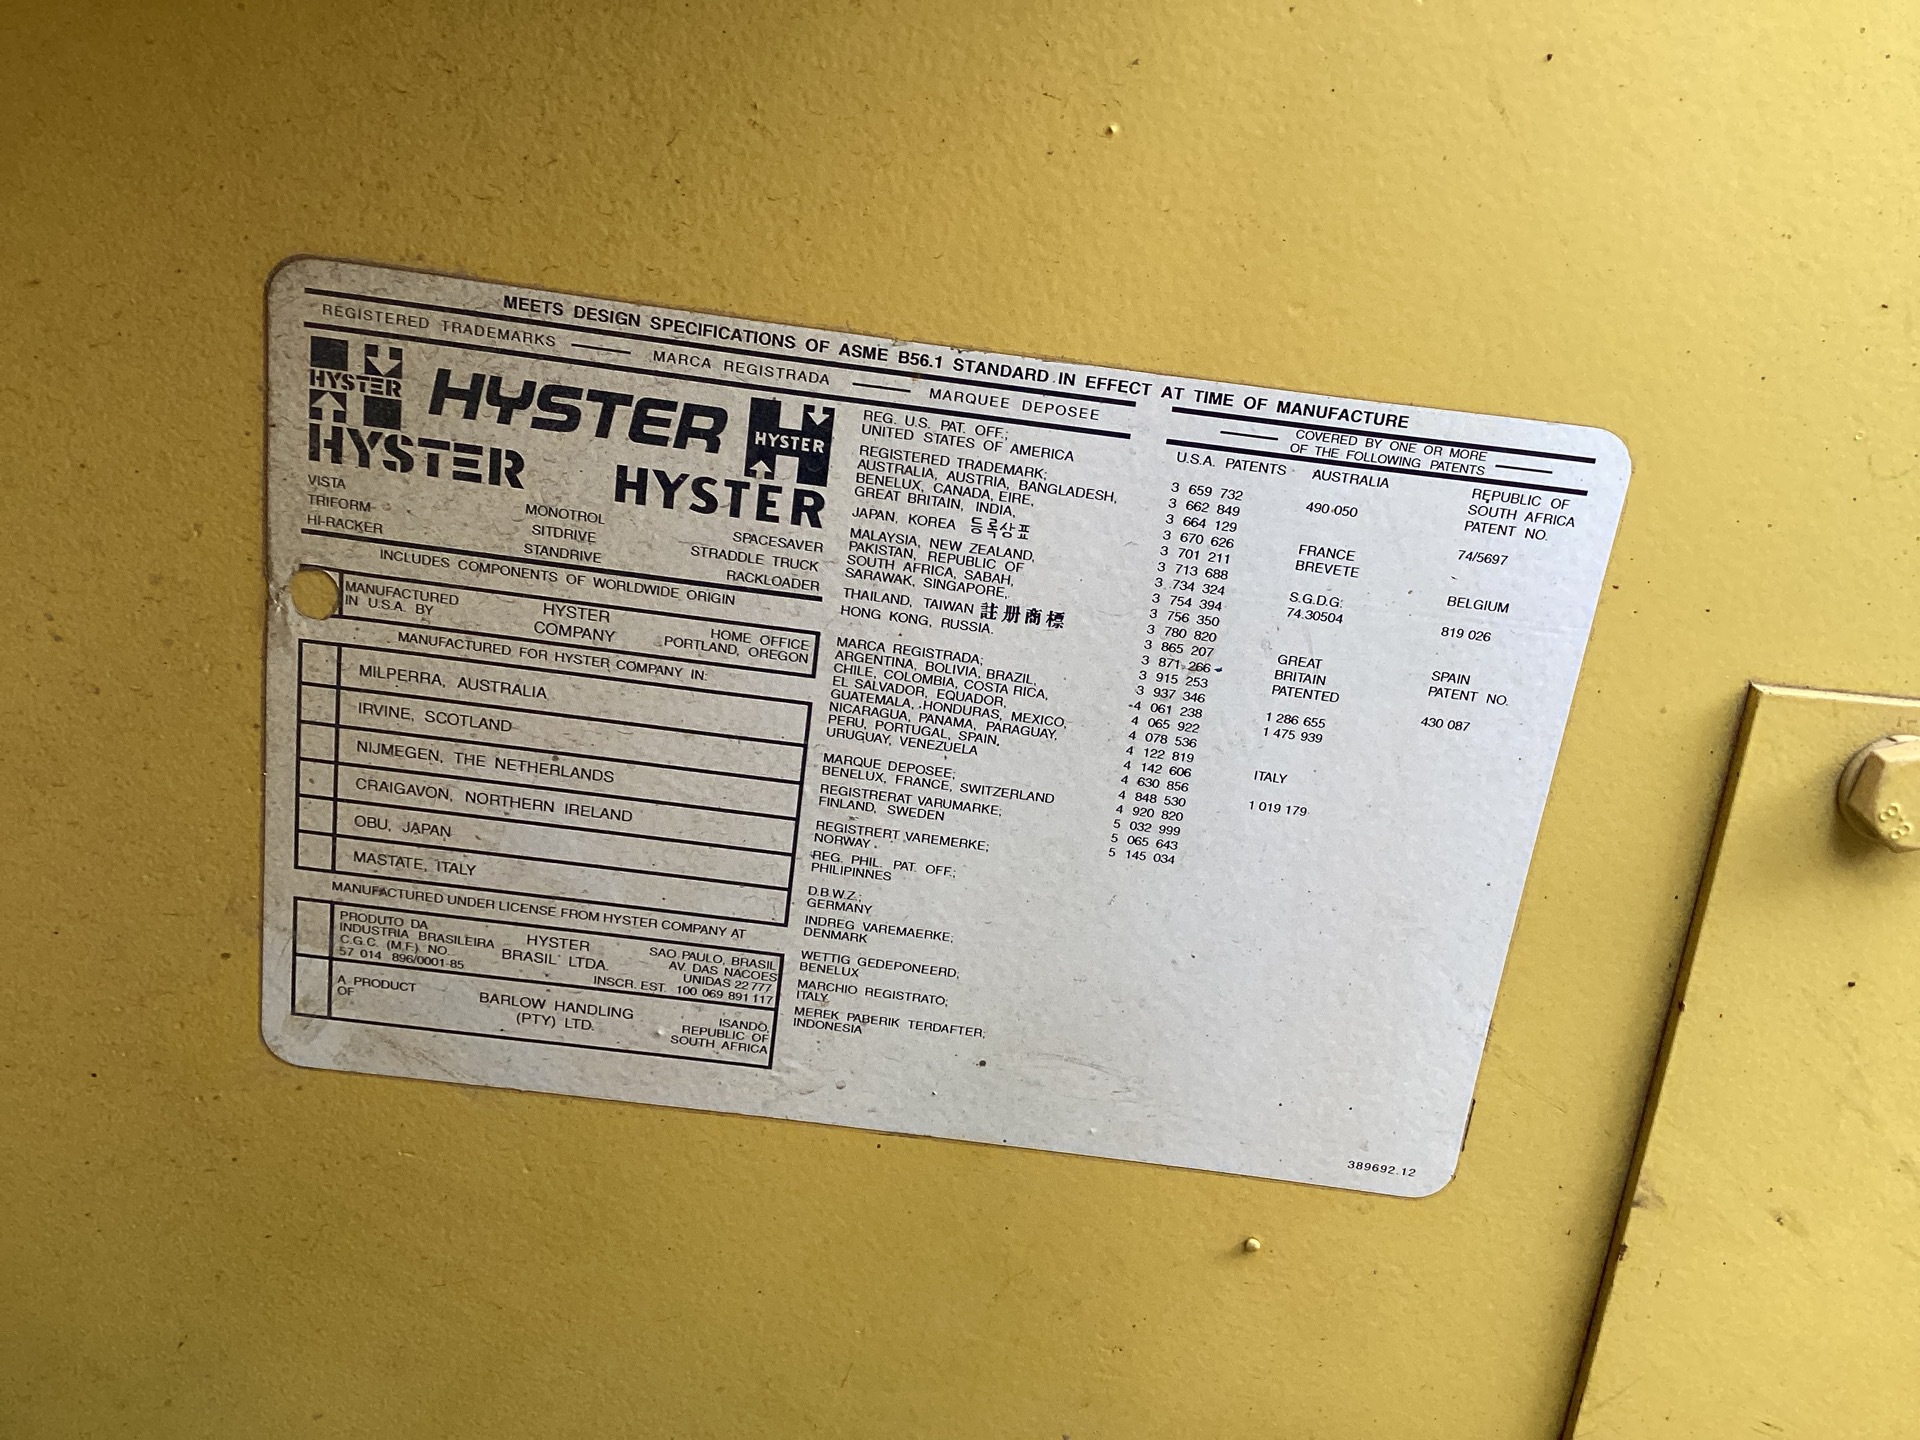 MEETS DESIGN SPECIFICATIONS OF ASME B56.1 STANDARD IN EFFECT AT TIME OF MANUFACTURE
REGISTERED TRADEMARKS —— MARCA REGISTRADA —— MARQUEE DEPOSEE
HYSTER
HYSTER
HYSTER
HYSTER
HYSTER
VISTA
TRIFORM
HI-RACKER
MONOTROL
SITDRIVE
STANDRIVE
SPACESAVER
STRADDLE TRUCK
RACKLOADER
INCLUDES COMPONENTS OF WORLDWIDE ORIGIN
MANUFACTURED
IN U.S.A. BY
HYSTER
COMPANY
HOME OFFICE
PORTLAND, OREGON
MANUFACTURED FOR HYSTER COMPANY IN:
MILPERRA, AUSTRALIA
IRVINE, SCOTLAND
NIJMEGEN, THE NETHERLANDS
CRAIGAVON, NORTHERN IRELAND
OBU, JAPAN
MASTATE, ITALY
MANUFACTURED UNDER LICENSE FROM HYSTER COMPANY AT
PRODUTO DA
INDUSTRIA BRASILEIRA
C.G.C. (M.F.) NO.
57 014 896/0001-85
HYSTER
BRASIL LTDA.
SAO PAULO, BRASIL
AV. DAS NACOES
UNIDAS 22777
INSCR. EST. 100 069 891 117
A PRODUCT
OF
BARLOW HANDLING
(PTY) LTD.
ISANDO,
REPUBLIC OF
SOUTH AFRICA
REG. U.S. PAT. OFF.;
UNITED STATES OF AMERICA
REGISTERED TRADEMARK;
AUSTRALIA, AUSTRIA, BANGLADESH,
BENELUX, CANADA, EIRE,
GREAT BRITAIN, INDIA,
JAPAN, KOREA 등록상표
MALAYSIA, NEW ZEALAND,
PAKISTAN, REPUBLIC OF
SOUTH AFRICA, SABAH,
SARAWAK, SINGAPORE,
THAILAND, TAIWAN 註册商標
HONG KONG, RUSSIA.
MARCA REGISTRADA;
ARGENTINA, BOLIVIA, BRAZIL,
CHILE, COLOMBIA, COSTA RICA,
EL SALVADOR, EQUADOR,
GUATEMALA, HONDURAS, MEXICO,
NICARAGUA, PANAMA, PARAGUAY,
PERU, PORTUGAL, SPAIN,
URUGUAY, VENEZUELA
MARQUE DEPOSEE;
BENELUX, FRANCE, SWITZERLAND
REGISTRERAT VARUMARKE;
FINLAND, SWEDEN
REGISTRERT VAREMERKE;
NORWAY
REG. PHIL. PAT. OFF.;
PHILIPINNES
D.B.W.Z.;
GERMANY
INDREG VAREMAERKE;
DENMARK
WETTIG GEDEPONEERD;
BENELUX
MARCHIO REGISTRATO;
ITALY
MEREK PABERIK TERDAFTER;
INDONESIA
—— COVERED BY ONE OR MORE
OF THE FOLLOWING PATENTS ——
U.S.A. PATENTS
3 659 732
3 662 849
3 664 129
3 670 626
3 701 211
3 713 688
3 734 324
3 754 394
3 756 350
3 780 820
3 865 207
3 871 266
3 915 253
3 937 346
4 061 238
4 065 922
4 078 536
4 122 819
4 142 606
4 630 856
4 848 530
4 920 820
5 032 999
5 065 643
5 145 034
AUSTRALIA
490 050
FRANCE
BREVETE
S.G.D.G.
74.30504
GREAT
BRITAIN
PATENTED
1 286 655
1 475 939
ITALY
1 019 179
REPUBLIC OF
SOUTH AFRICA
PATENT NO.
74/5697
BELGIUM
819 026
SPAIN
PATENT NO.
430 087
389692.12
8.8